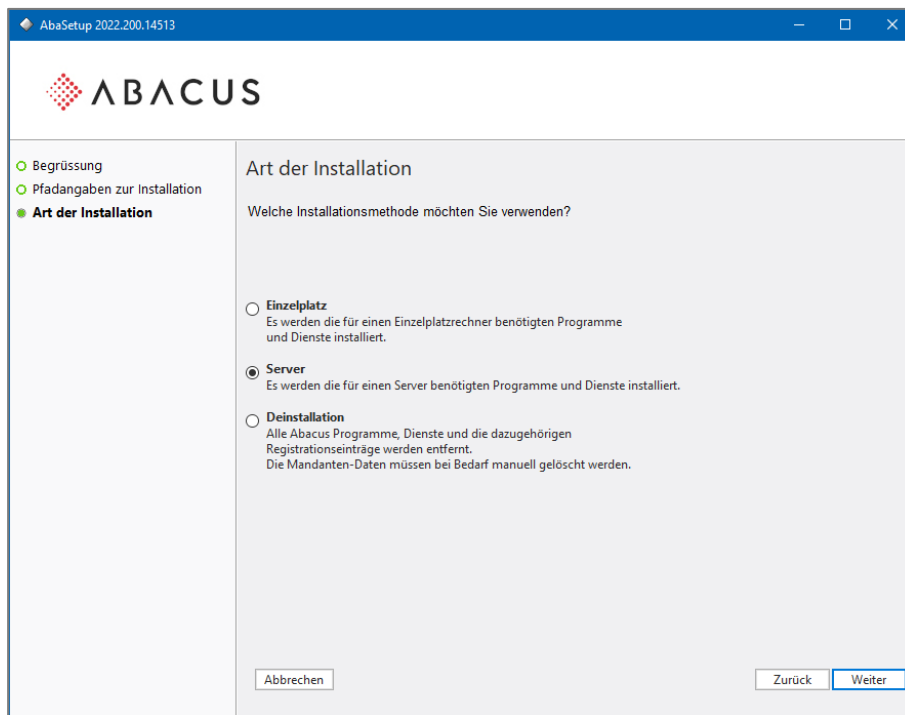 AbaSetup 2022.200.14513
ABACUS
Begrüssung
Pfadangaben zur Installation
Art der Installation
Art der Installation
Welche Installationsmethode möchten Sie verwenden?
Einzelplatz
Es werden die für einen Einzelplatzrechner benötigten Programme
und Dienste installiert.
Server
Es werden die für einen Server benötigten Programme und Dienste installiert.
Deinstallation
Alle Abacus Programme, Dienste und die dazugehörigen
Registrationseinträge werden entfernt.
Die Mandanten-Daten müssen bei Bedarf manuell gelöscht werden.
Abbrechen Zurück Weiter